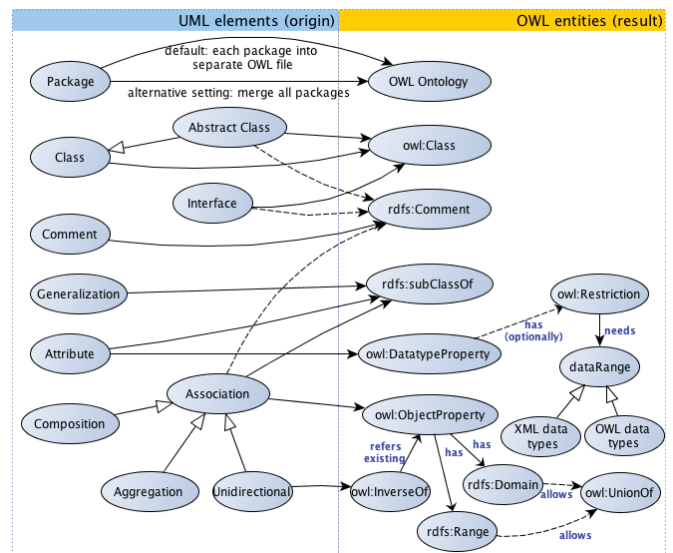 UML elements (origin)
OWL entities (result)
default: each package into
separate OWL file
Package
OWL Ontology
alternative setting: merge all packages
Abstract Class
owl:Class
Class
Interface
rdfs:Comment
Comment
rdfs:subClassOf
Generalization
owl:Restriction
has
(optionally)
needs
Attribute
owl:DatatypeProperty
dataRange
Association
owl:ObjectProperty
Composition
XML data
types
OWL data
types
refers
existing
has
has
Aggregation
Unidirectional
owl:InverseOf
rdfs:Domain
allows
owl:UnionOf
rdfs:Range
allows